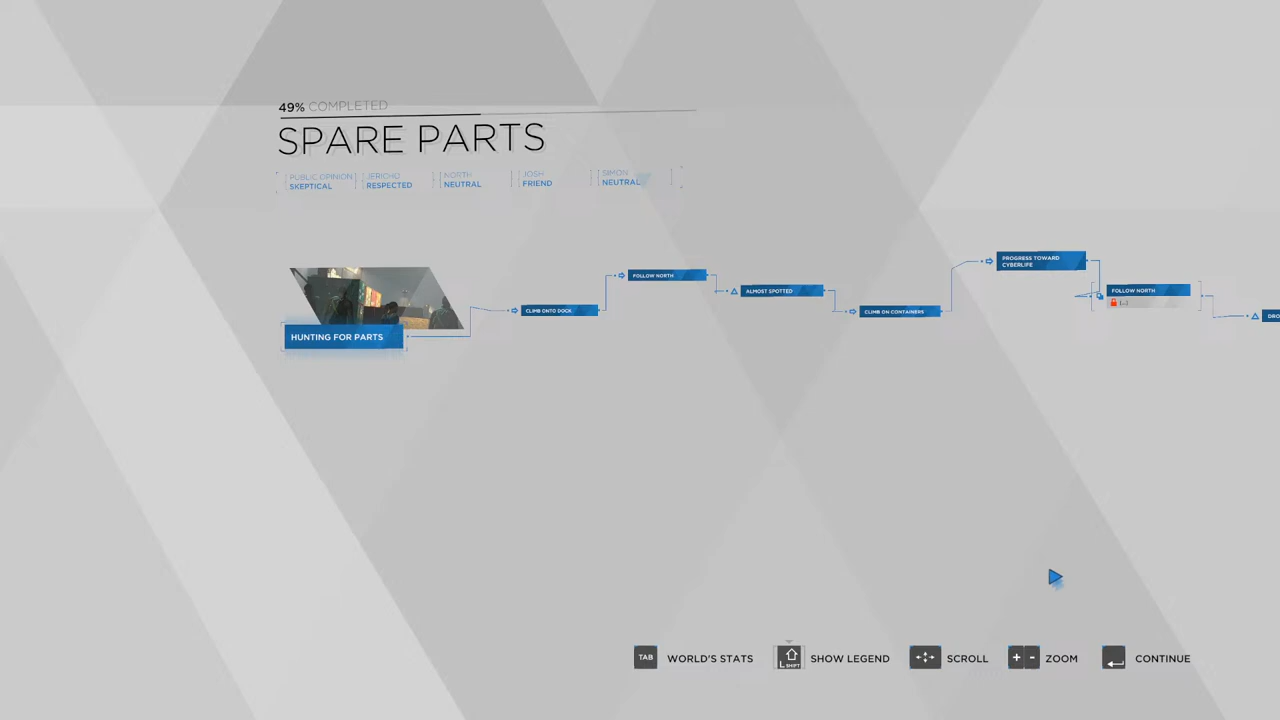 49% COMPLETED
SPARE PARTS
PUBLIC OPINION
SKEPTICAL
JERICHO
RESPECTED
NORTH
NEUTRAL
JOSH
FRIEND
SIMON
NEUTRAL
HUNTING FOR PARTS
CLIMB ONTO DOCK
FOLLOW NORTH
ALMOST SPOTTED
CLIMB ON CONTAINERS
PROGRESS TOWARD
CYBERLIFE
FOLLOW NORTH
[...]
DRO
TAB WORLD'S STATS
L SHIFT SHOW LEGEND
SCROLL
+ - ZOOM
CONTINUE